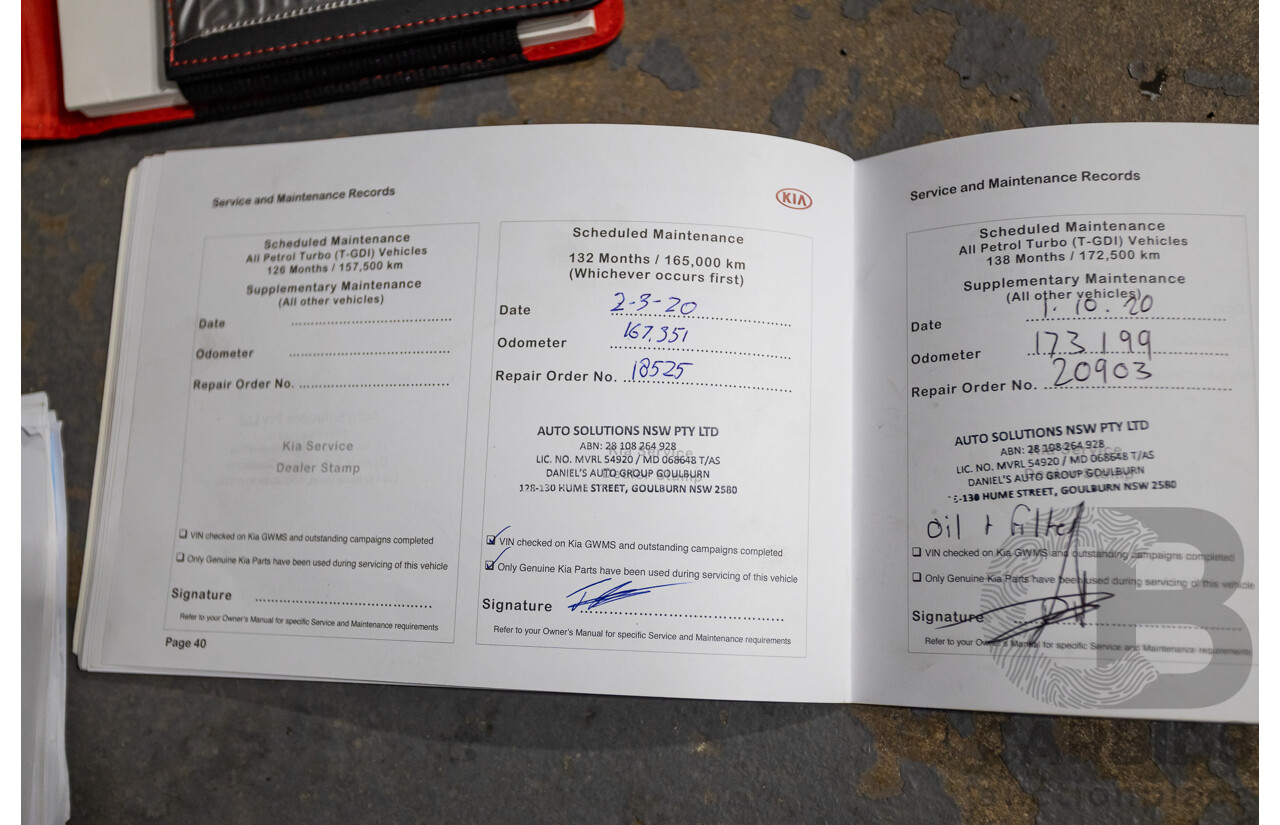 Service and Maintenance Records
KIA
Scheduled Maintenance
All Petrol Turbo (T-GDI) Vehicles
126 Months / 157,500 km
Supplementary Maintenance
(All other vehicles)
Date
Odometer
Repair Order No.
Kia Service
Dealer Stamp
VIN checked on Kia GWMS and outstanding campaigns completed
Only Genuine Kia Parts have been used during servicing of this vehicle
Signature
Refer to your Owner's Manual for specific Service and Maintenance requirements
Page 40
Scheduled Maintenance
132 Months / 165,000 km
(Whichever occurs first)
Date 2-3-20
Odometer 167,351
Repair Order No. 18525
AUTO SOLUTIONS NSW PTY LTD
ABN: 28 108 264 928
LIC. NO. MVRL 54920 / MD 068648 T/AS
DANIEL'S AUTO GROUP GOULBURN
128-130 HUME STREET, GOULBURN NSW 2580
VIN checked on Kia GWMS and outstanding campaigns completed
Only Genuine Kia Parts have been used during servicing of this vehicle
Signature
Refer to your Owner's Manual for specific Service and Maintenance requirements
Service and Maintenance Records
Scheduled Maintenance
All Petrol Turbo (T-GDI) Vehicles
138 Months / 172,500 km
Supplementary Maintenance
(All other vehicles)
Date 1.10.20
Odometer 173199
Repair Order No. 20903
AUTO SOLUTIONS NSW PTY LTD
ABN: 28 108 264 928
LIC. NO. MVRL 54920 / MD 068648 T/AS
DANIEL'S AUTO GROUP GOULBURN
-130 HUME STREET, GOULBURN NSW 2580
Oil + filter
VIN checked on Kia GWMS and outstanding campaigns completed
Only Genuine Kia Parts have been used during servicing of this vehicle
Signature
Refer to your Owner's Manual for specific Service and Maintenance requirements